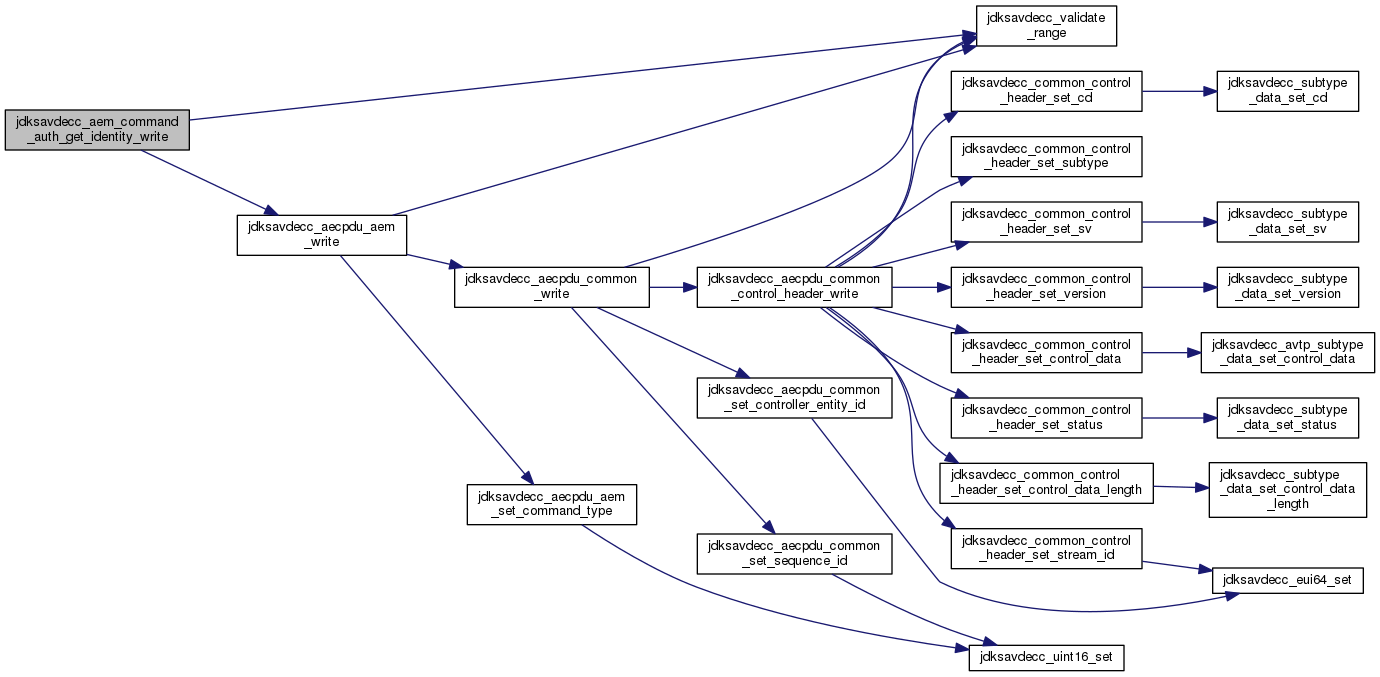 jdksavdecc_aem_command
_auth_get_identity_write
jdksavdecc_aecpdu_aem
_write
jdksavdecc_aecpdu_common
_write
jdksavdecc_aecpdu_aem
_set_command_type
jdksavdecc_aecpdu_common
_control_header_write
jdksavdecc_aecpdu_common
_set_controller_entity_id
jdksavdecc_aecpdu_common
_set_sequence_id
jdksavdecc_validate
_range
jdksavdecc_common_control
_header_set_cd
jdksavdecc_common_control
_header_set_subtype
jdksavdecc_common_control
_header_set_sv
jdksavdecc_common_control
_header_set_version
jdksavdecc_common_control
_header_set_control_data
jdksavdecc_common_control
_header_set_status
jdksavdecc_common_control
_header_set_control_data_length
jdksavdecc_common_control
_header_set_stream_id
jdksavdecc_uint16_set
jdksavdecc_subtype
_data_set_cd
jdksavdecc_subtype
_data_set_sv
jdksavdecc_subtype
_data_set_version
jdksavdecc_avtp_subtype
_data_set_control_data
jdksavdecc_subtype
_data_set_status
jdksavdecc_subtype
_data_set_control_data
_length
jdksavdecc_eui64_set